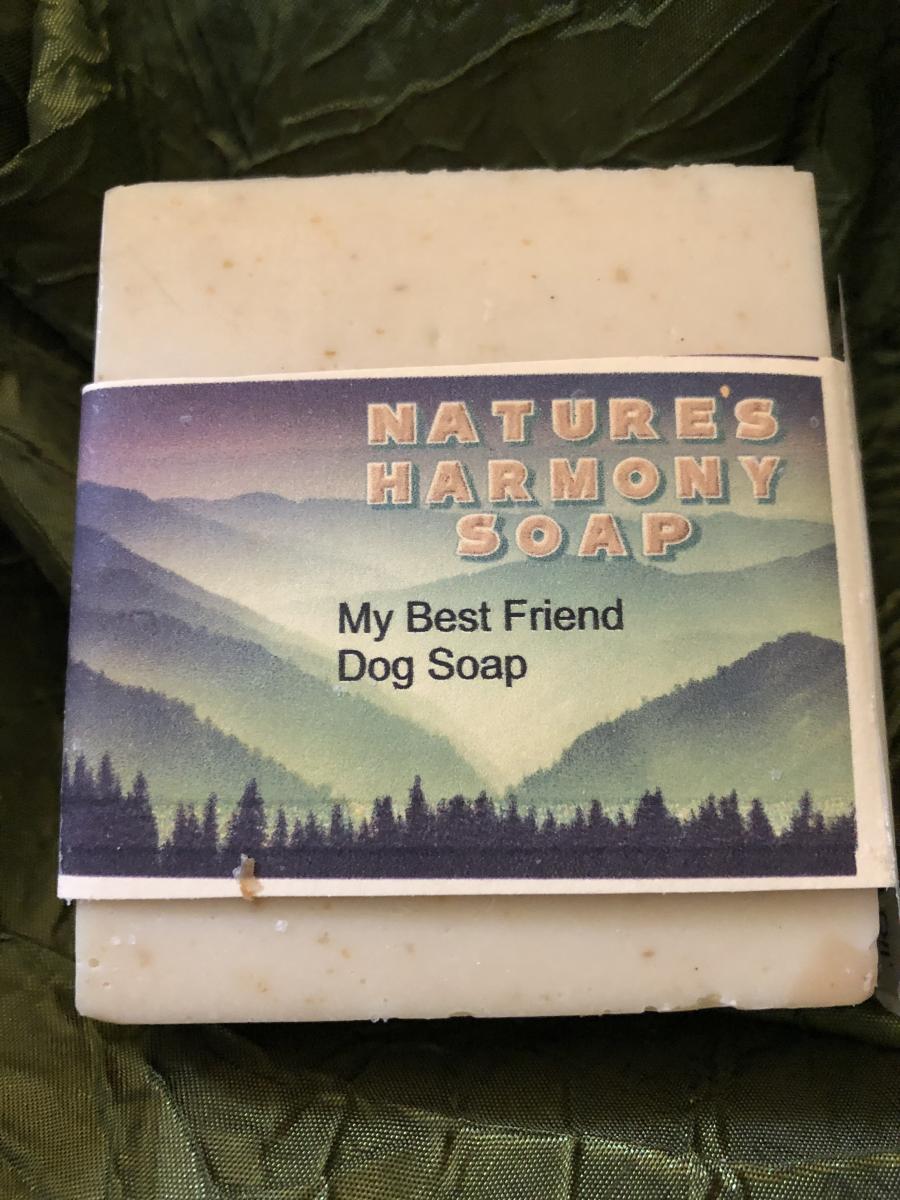 NATURE'S
HARMONY
SOAP
My Best Friend
Dog Soap